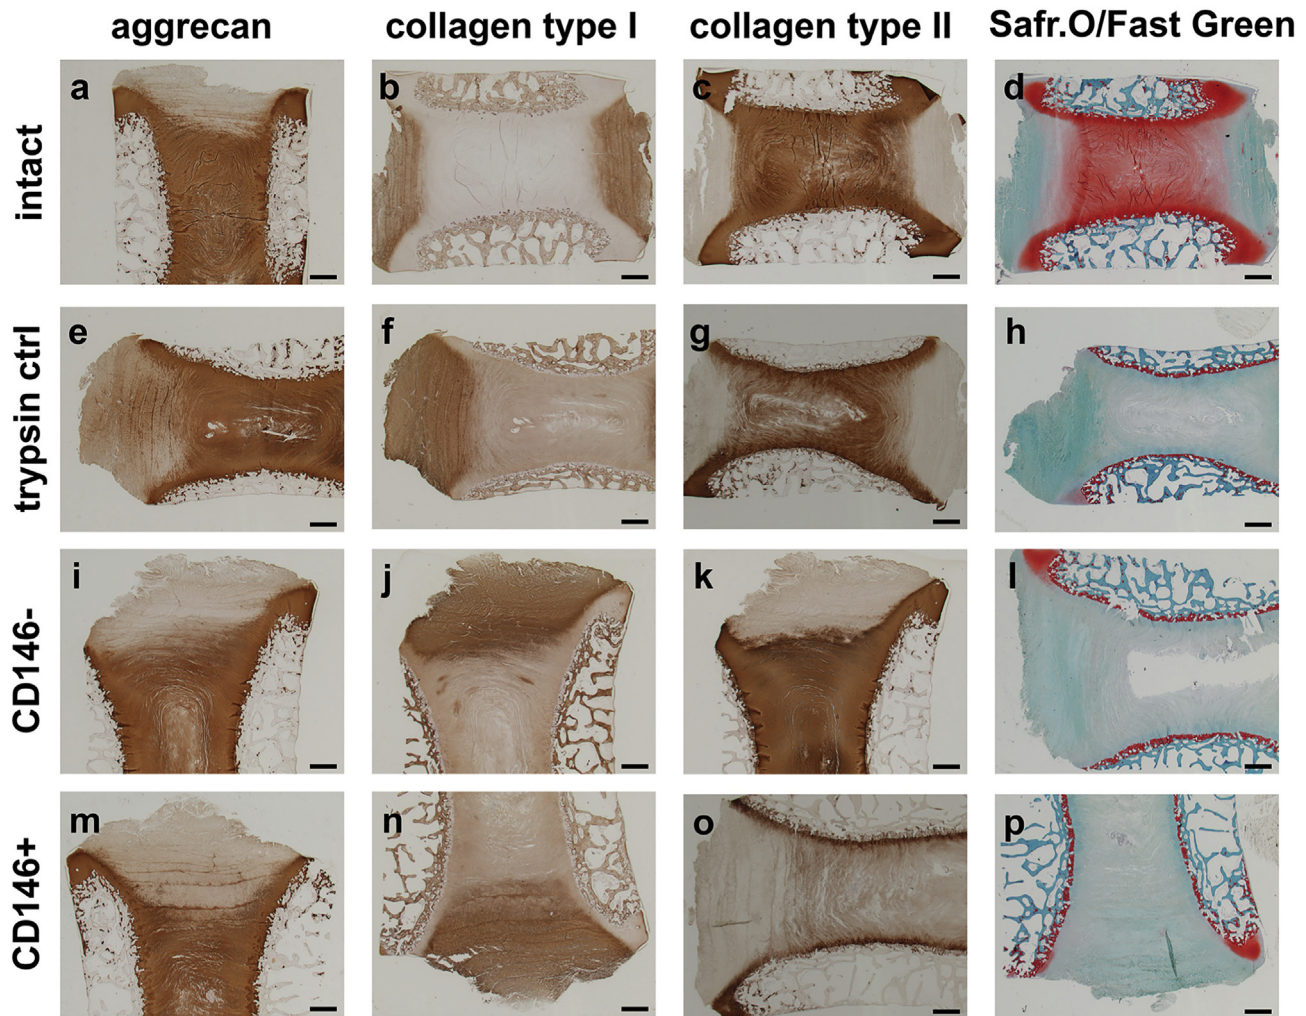 aggrecan collagen type I collagen type II Safr.O/Fast Green
intact
a b c d
trypsin ctrl
e f g h
CD146-
i j k l
CD146+
m n o p